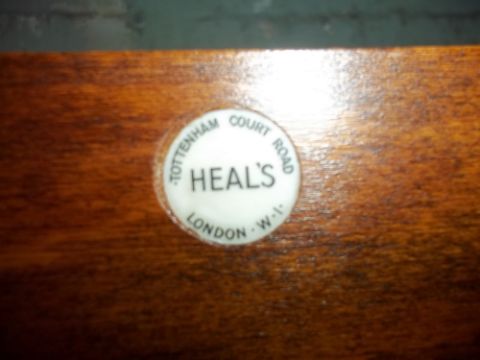 ·TOTTENHAM COURT ROAD
HEAL'S
LONDON·W·1·